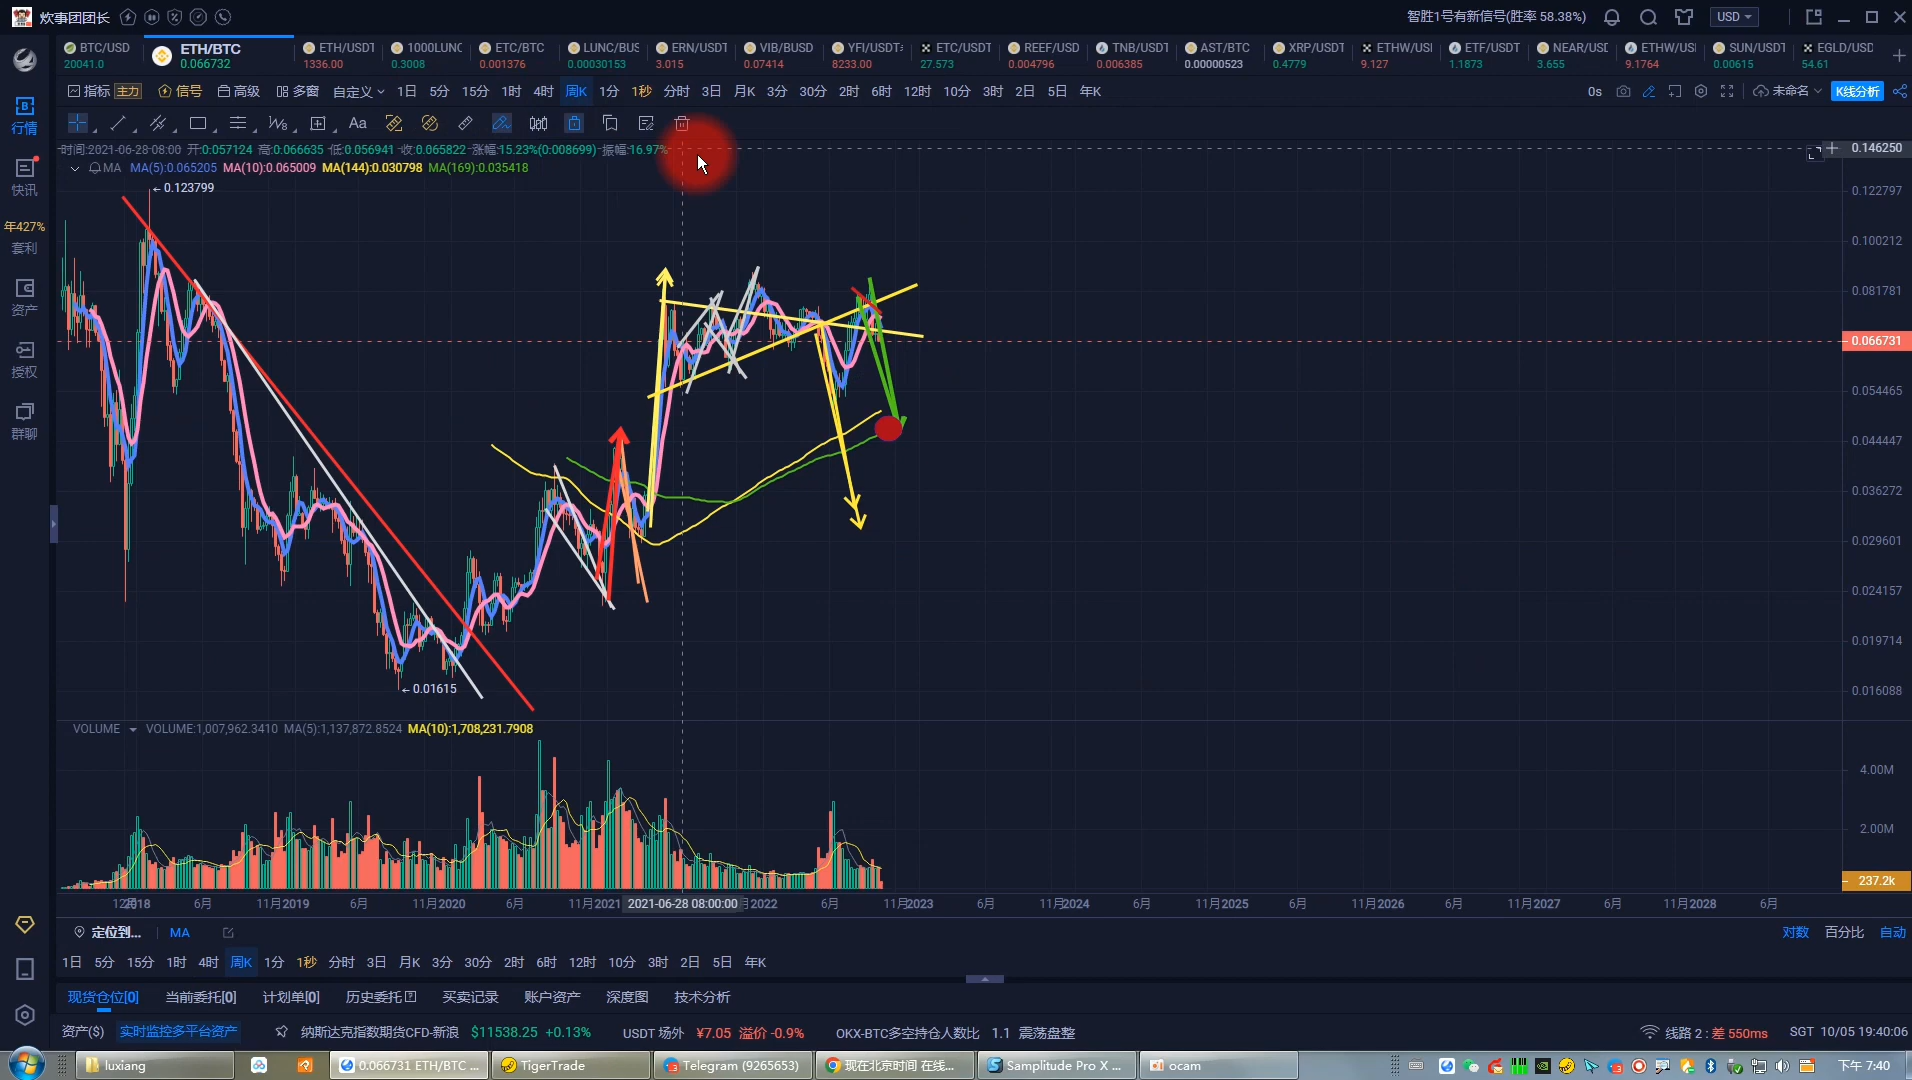 炊事团团长
智胜1号有新信号(胜率 58.38%)
USD
BTC/USD 20041.0
ETH/BTC 0.066732
ETH/USDT 1336.00
1000LUNC 0.3008
ETC/BTC 0.001376
LUNC/BUS 0.00030153
ERN/USDT 3.015
VIB/BUSD 0.07414
YFI/USDT 8233.00
ETC/USDT 27.573
REEF/USD 0.004796
TNB/USDT 0.006385
AST/BTC 0.00000523
XRP/USDT 0.4779
ETHW/USI 9.127
ETF/USDT 1.1873
NEAR/USD 3.655
ETHW/USI 9.1764
SUN/USDT 0.00615
EGLD/USD 54.61
指标 主力 信号 高级 多窗 自定义 1日 5分 15分 1时 4时 周K 1分 1秒 分时 3日 月K 3分 30分 2时 6时 12时 10分 3时 2日 5日 年K
0s 未命名 K线分析
Aa
时间:2021-06-28 08:00 开:0.057124 高:0.066635 低:0.056941 收:0.065822 涨幅:15.23%(0.008699) 振幅:16.97%
MA MA(5):0.065205 MA(10):0.065009 MA(144):0.030798 MA(169):0.035418
行情
快讯
年427%
套利
资产
授权
群聊
0.123799
0.01615
0.146250
0.122797
0.100212
0.081781
0.066731
0.054465
0.044447
0.036272
0.029601
0.024157
0.019714
0.016088
VOLUME VOLUME:1,007,962.3410 MA(5):1,137,872.8524 MA(10):1,708,231.7908
4.00M
2.00M
237.2k
2018 6月 11月2019 6月 11月2020 6月 11月2021 2021-06-28 08:00:00 月2022 6月 11月2023 6月 11月2024 6月 11月2025 6月 11月2026 6月 11月2027 6月 11月2028 6月
定位到... MA
对数 百分比 自动
1日 5分 15分 1时 4时 周K 1分 1秒 分时 3日 月K 3分 30分 2时 6时 12时 10分 3时 2日 5日 年K
现货仓位[0] 当前委托[0] 计划单[0] 历史委托 买卖记录 账户资产 深度图 技术分析
资产($) 实时监控多平台资产 纳斯达克指数期货CFD-新浪 $11538.25 +0.13% USDT 场外 ¥7.05 溢价 -0.9% OKX-BTC多空持仓人数比 1.1 震荡盘整
线路 2 : 差 550ms SGT 10/05 19:40:06
luxiang
0.066731 ETH/BTC ...
TigerTrade
Telegram (9265653)
现在北京时间 在线...
Samplitude Pro X ...
ocam
下午 7:40